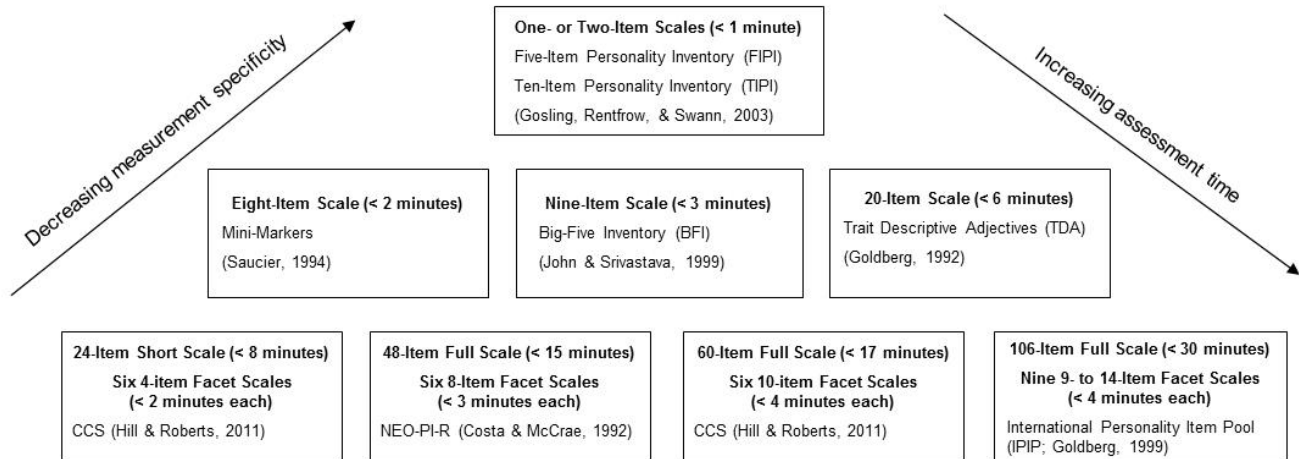 Decreasing measurement specificity
Increasing assessment time
One- or Two-Item Scales (< 1 minute)
Five-Item Personality Inventory (FIPI)
Ten-Item Personality Inventory (TIPI)
(Gosling, Rentfrow, & Swann, 2003)
Eight-Item Scale (< 2 minutes)
Mini-Markers
(Saucier, 1994)
Nine-Item Scale (< 3 minutes)
Big-Five Inventory (BFI)
(John & Srivastava, 1999)
20-Item Scale (< 6 minutes)
Trait Descriptive Adjectives (TDA)
(Goldberg, 1992)
24-Item Short Scale (< 8 minutes)
Six 4-item Facet Scales
(< 2 minutes each)
CCS (Hill & Roberts, 2011)
48-Item Full Scale (< 15 minutes)
Six 8-Item Facet Scales
(< 3 minutes each)
NEO-PI-R (Costa & McCrae, 1992)
60-Item Full Scale (< 17 minutes)
Six 10-item Facet Scales
(< 4 minutes each)
CCS (Hill & Roberts, 2011)
106-Item Full Scale (< 30 minutes)
Nine 9- to 14-Item Facet Scales
(< 4 minutes each)
International Personality Item Pool
(IPIP; Goldberg, 1999)